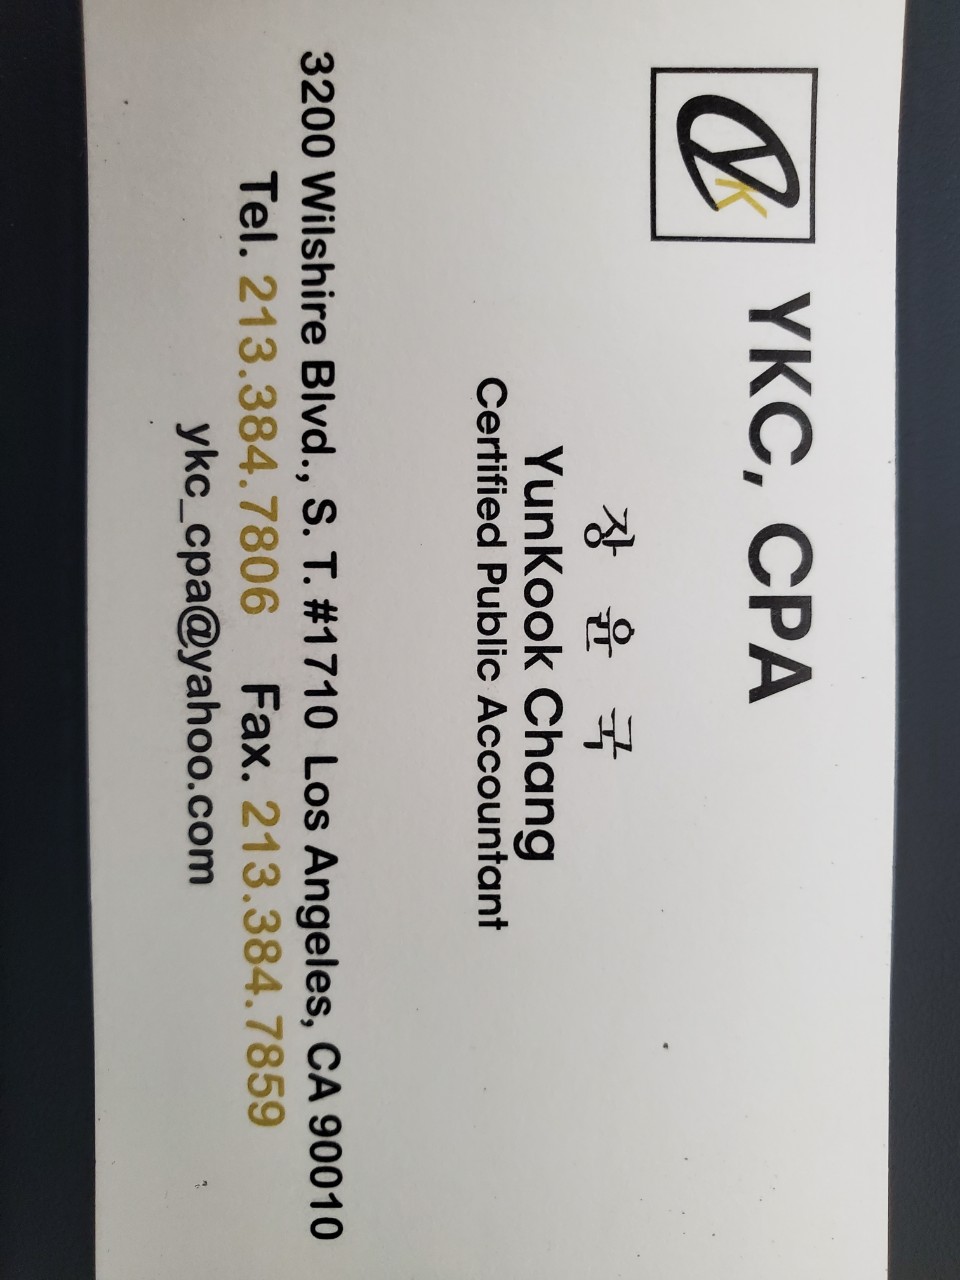 CYK
YKC, CPA
장 윤 국
YunKook Chang
Certified Public Accountant
3200 Wilshire Blvd., S. T. #1710 Los Angeles, CA 90010
Tel. 213.384.7806 Fax. 213.384.7859
ykc_cpa@yahoo.com